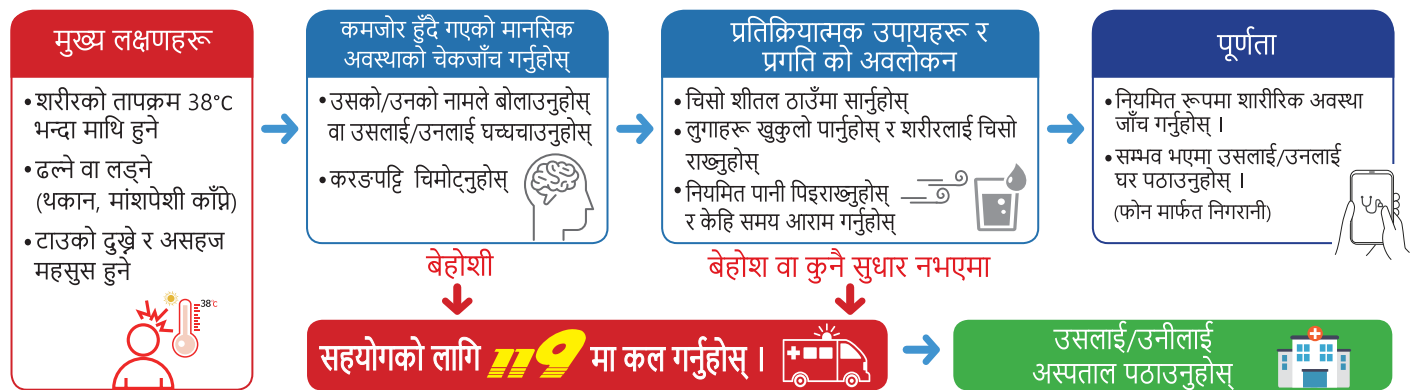 मुख्य लक्षणहरू
• शरीरको तापक्रम 38°C
भन्दा माथि हुने
• ढल्ने वा लड्ने
(थकान, मांशपेशी काँप्ने)
• टाउको दुख्ने र असहज
महसुस हुने
38°C
कमजोर हुँदै गएको मानसिक
अवस्थाको चेकजाँच गर्नुहोस्
• उसको/उनको नामले बोलाउनुहोस्
वा उसलाई/उनलाई घच्घचाउनुहोस्
• करङपट्टि चिमोट्नुहोस्
बेहोशी
प्रतिक्रियात्मक उपायहरू र
प्रगति को अवलोकन
• चिसो शीतल ठाउँमा सार्नुहोस्
• लुगाहरू खुकुलो पार्नुहोस् र शरीरलाई चिसो
राख्नुहोस्
• नियमित पानी पिइराख्नुहोस्
र केहि समय आराम गर्नुहोस्
बेहोश वा कुनै सुधार नभएमा
पूर्णता
• नियमित रूपमा शारीरिक अवस्था
जाँच गर्नुहोस् ।
• सम्भव भएमा उसलाई/उनलाई
घर पठाउनुहोस् ।
(फोन मार्फत निगरानी)
सहयोगको लागि 119 मा कल गर्नुहोस् ।
उसलाई/उनीलाई
अस्पताल पठाउनुहोस्